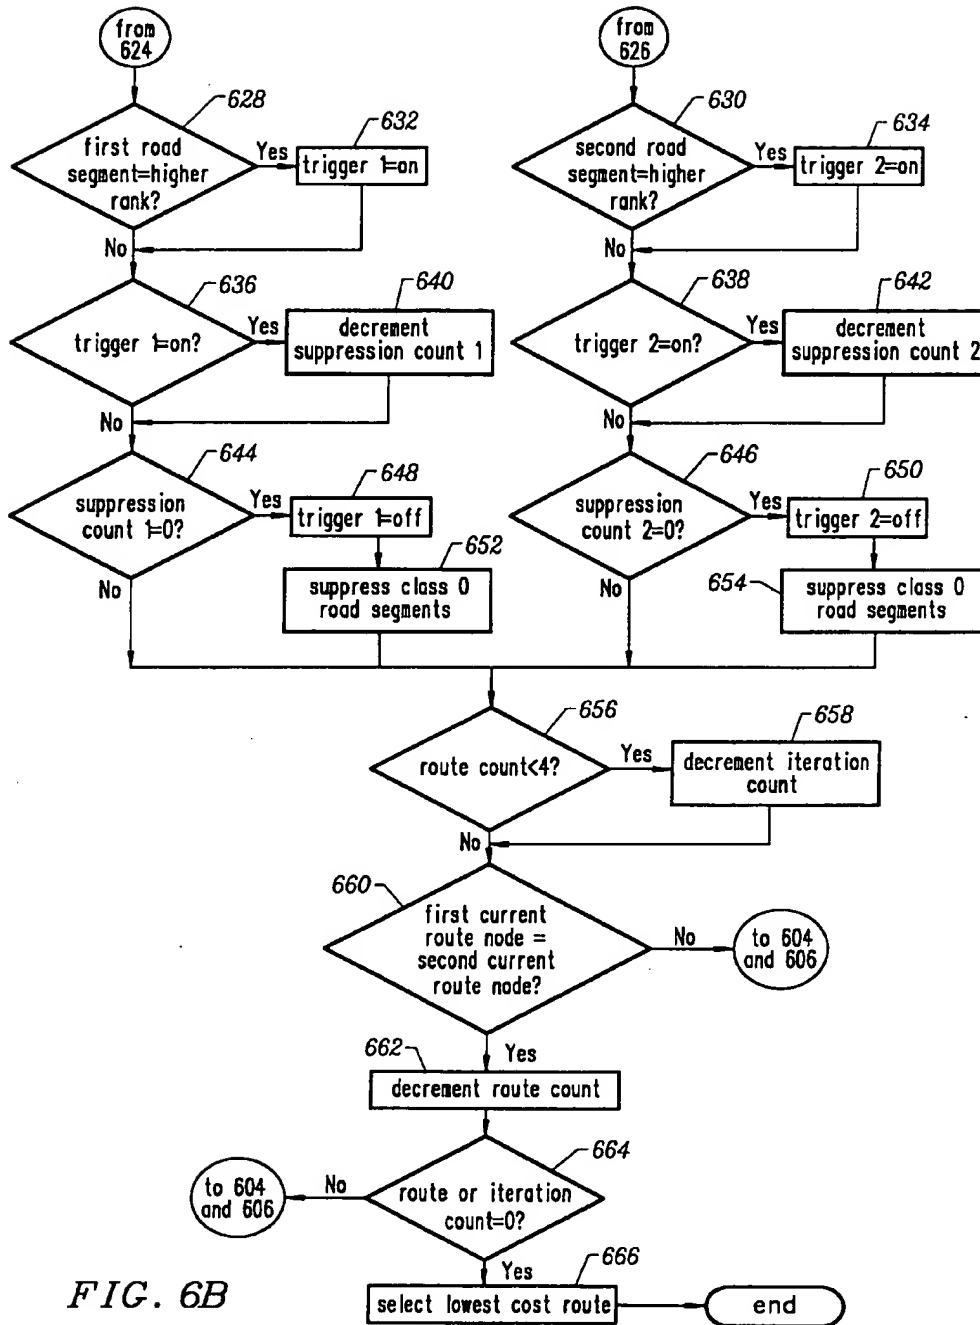 from
624
from
626
628
first road
segment=higher
rank?
Yes
632
trigger 1=on
No
630
second road
segment=higher
rank?
Yes
634
trigger 2=on
No
636
trigger 1=on?
Yes
640
decrement
suppression count 1
No
638
trigger 2=on?
Yes
642
decrement
suppression count 2
No
644
suppression
count 1=0?
Yes
648
trigger 1=off
652
suppress class 0
road segments
No
646
suppression
count 2=0?
Yes
650
trigger 2=off
654
suppress class 0
road segments
No
656
route count<4?
Yes
658
decrement iteration
count
No
660
first current
route node =
second current
route node?
No
to 604
and 606
Yes
662
decrement route count
664
route or iteration
count=0?
No
to 604
and 606
Yes
666
select lowest cost route
end
FIG. 6B